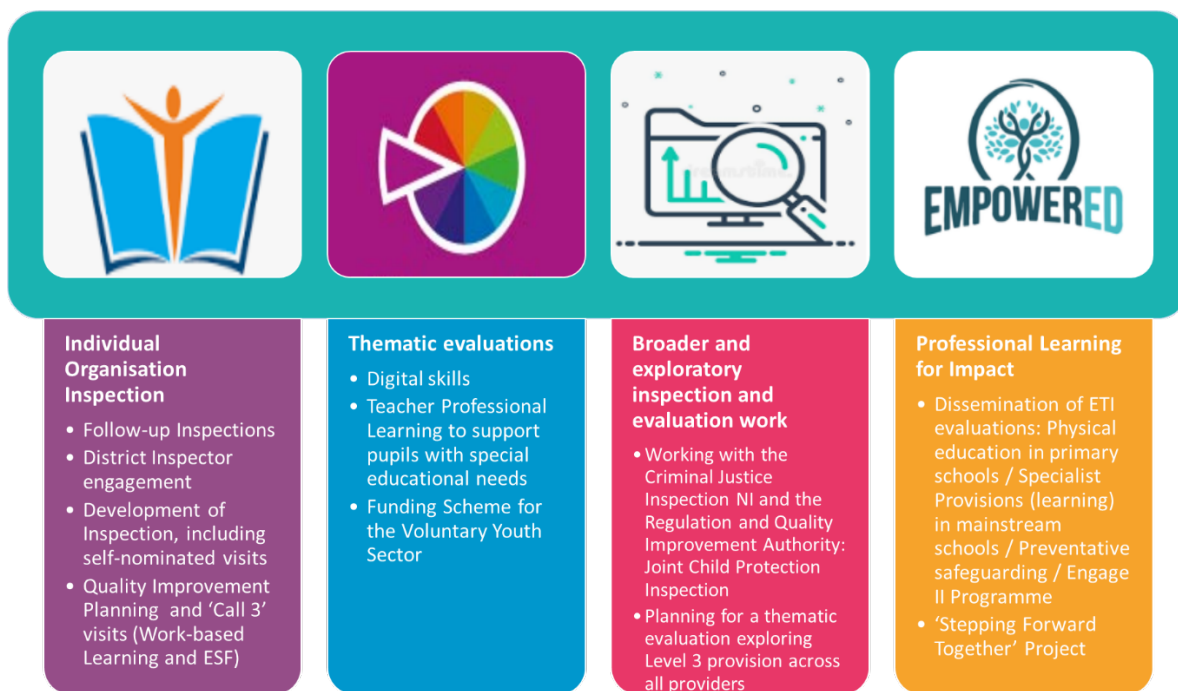 EMPOWERED
Individual
Organisation
Inspection
• Follow-up Inspections
• District Inspector
engagement
• Development of
Inspection, including
self-nominated visits
• Quality Improvement
Planning and ‘Call 3’
visits (Work-based
Learning and ESF)
Thematic evaluations
• Digital skills
• Teacher Professional
Learning to support
pupils with special
educational needs
• Funding Scheme for
the Voluntary Youth
Sector
Broader and
exploratory
inspection and
evaluation work
• Working with the
Criminal Justice
Inspection NI and the
Regulation and Quality
Improvement Authority:
Joint Child Protection
Inspection
• Planning for a thematic
evaluation exploring
Level 3 provision across
all providers
Professional Learning
for Impact
• Dissemination of ETI
evaluations: Physical
education in primary
schools / Specialist
Provisions (learning)
in mainstream
schools / Preventative
safeguarding / Engage
II Programme
• ‘Stepping Forward
Together’ Project